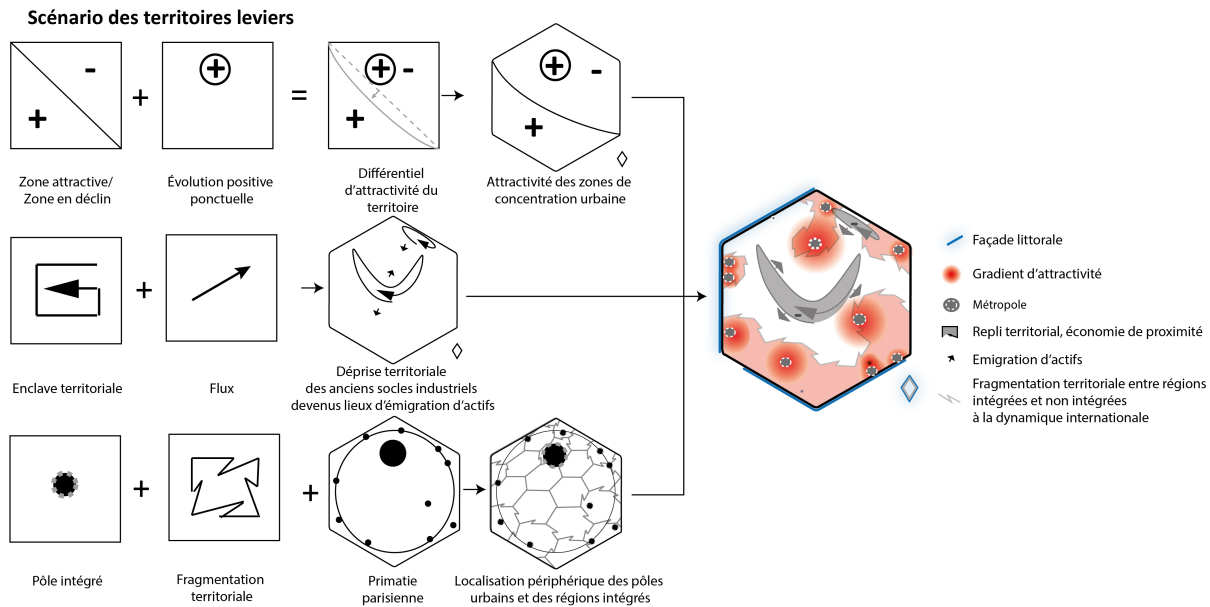 Scénario des territoires leviers
Zone attractive/
Zone en déclin
Évolution positive
ponctuelle
Différentiel
d'attractivité du
territoire
Attractivité des zones de
concentration urbaine
Enclave territoriale
Flux
Déprise territoriale
des anciens socles industriels
devenus lieux d'émigration d'actifs
Pôle intégré
Fragmentation
territoriale
Primatie
parisienne
Localisation périphérique des pôles
urbains et des régions intégrés
Façade littorale
Gradient d'attractivité
Métropole
Repli territorial, économie de proximité
Emigration d'actifs
Fragmentation territoriale entre régions
intégrées et non intégrées
à la dynamique internationale